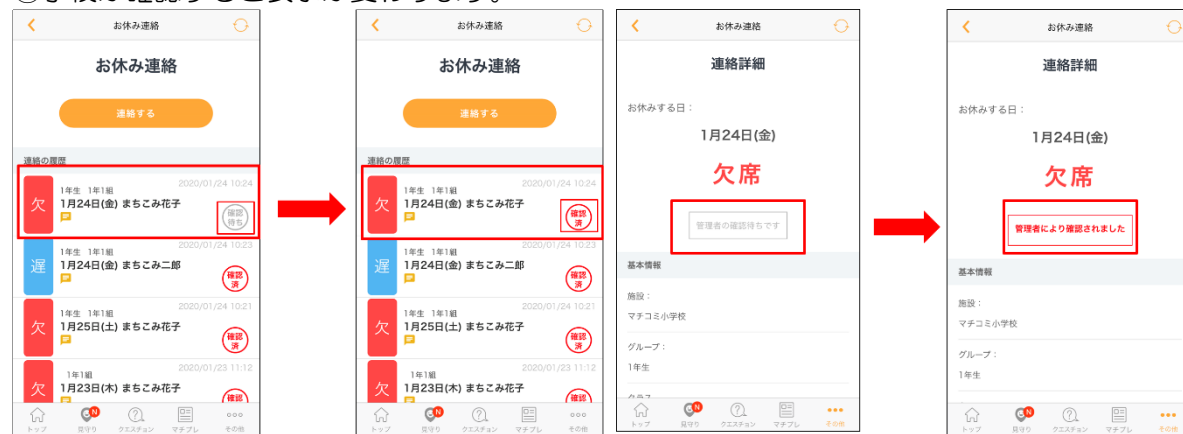 お休み連絡
お休み連絡
連絡する
連絡の履歴
2020/01/24 10:24
1年生 1年1組
欠
1月24日(金) まちこみ花子
確認
待ち
2020/01/24 10:23
1年生 1年1組
遅
1月24日(金) まちこみ二郎
確認
済
2020/01/24 10:21
1年生 1年1組
欠
1月25日(土) まちこみ花子
確認
済
2020/01/23 11:12
1年1組
欠
1月23日(木) まちこみ花子
確認
N
トップ 見守り クエスチョン マチプレ その他
お休み連絡
お休み連絡
連絡する
連絡の履歴
2020/01/24 10:24
1年生 1年1組
欠
1月24日(金) まちこみ花子
確認
済
2020/01/24 10:23
1年生 1年1組
遅
1月24日(金) まちこみ二郎
確認
済
2020/01/24 10:21
1年生 1年1組
欠
1月25日(土) まちこみ花子
確認
済
2020/01/23 11:12
1年1組
欠
1月23日(木) まちこみ花子
確認
N
トップ 見守り クエスチョン マチプレ その他
お休み連絡
連絡詳細
お休みする日：
1月24日(金)
欠席
管理者の確認待ちです
基本情報
施設：
マチコミ小学校
グループ：
1年生
N
トップ 見守り クエスチョン マチプレ その他
お休み連絡
連絡詳細
お休みする日：
1月24日(金)
欠席
管理者により確認されました
基本情報
施設：
マチコミ小学校
グループ：
1年生
N
トップ 見守り クエスチョン マチプレ その他